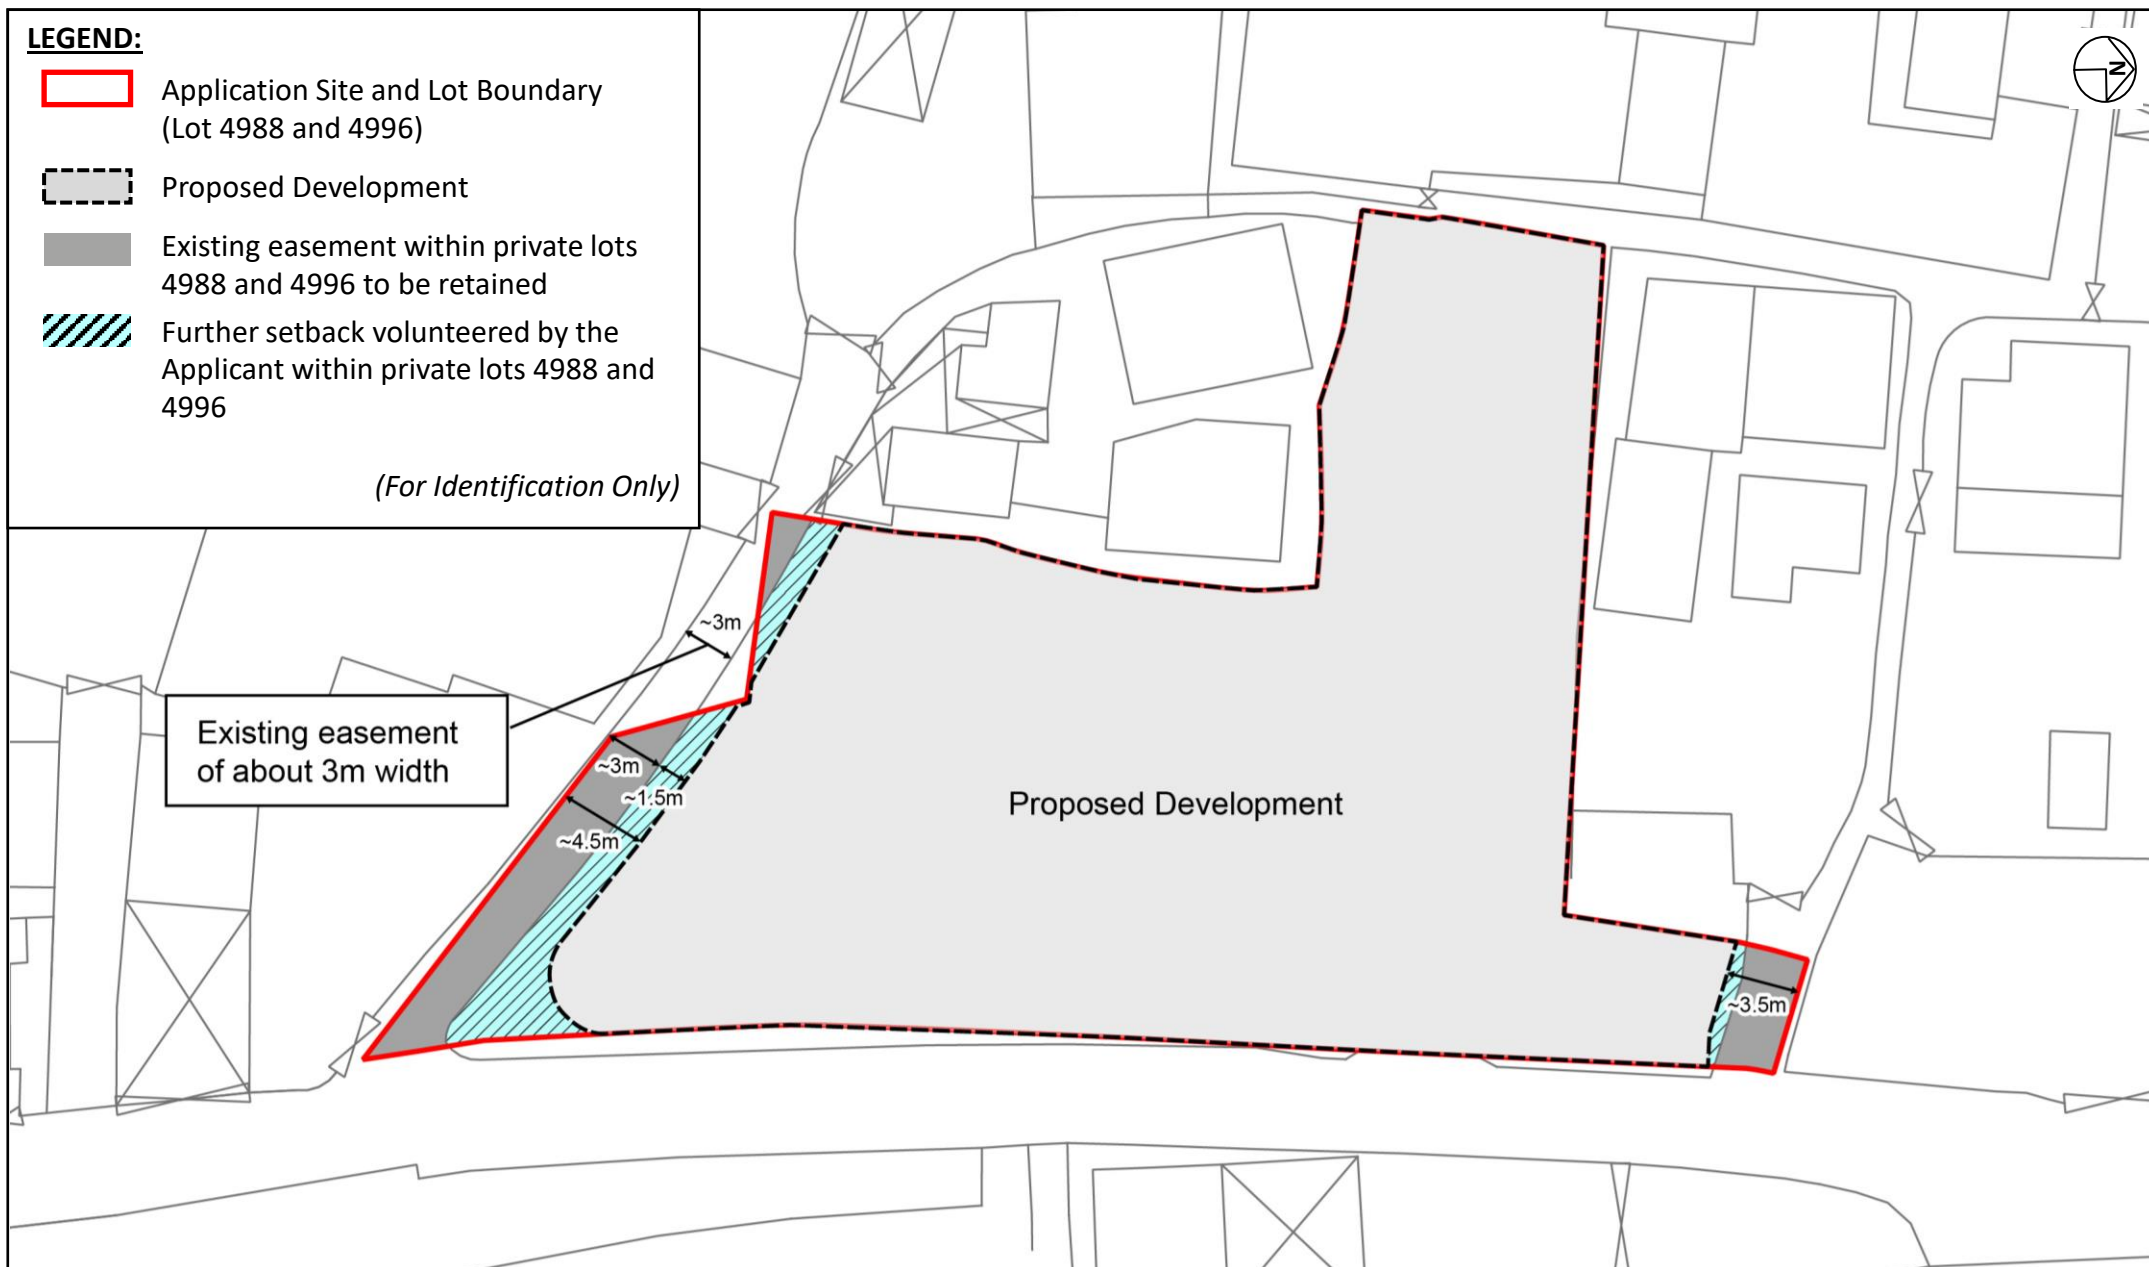 LEGEND:
Application Site and Lot Boundary
(Lot 4988 and 4996)
Proposed Development
Existing easement within private lots
4988 and 4996 to be retained
Further setback volunteered by the
Applicant within private lots 4988 and
4996
(For Identification Only)
N
~3m
Existing easement
of about 3m width
~3m
~1.5m
~4.5m
Proposed Development
~3.5m